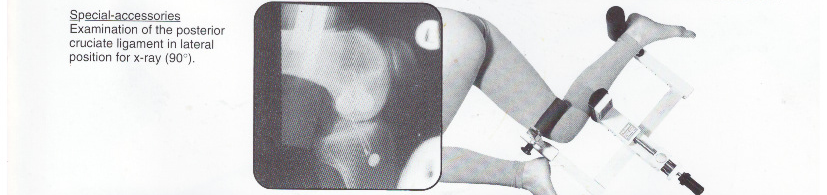 Special-accessories
Examination of the posterior
cruciate ligament in lateral
position for x-ray (90°).